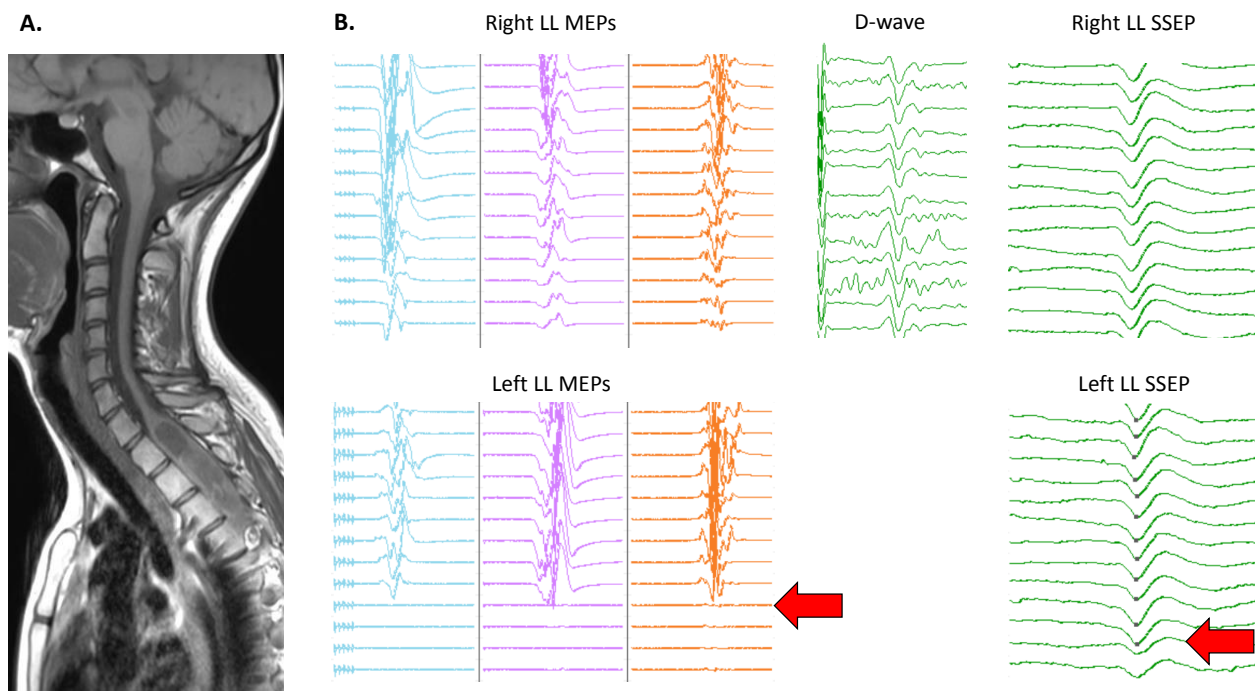 A.
B.
Right LL MEPs
D-wave
Right LL SSEP
Left LL MEPs
Left LL SSEP